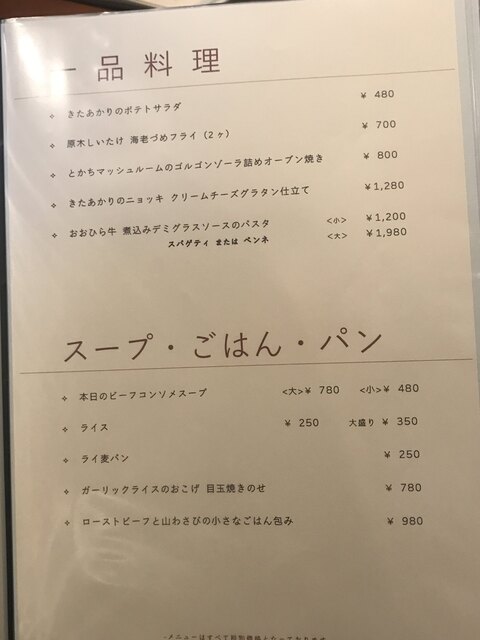 一品料理
✧ きたあかりのポテトサラダ ￥ 480
✧ 原木しいたけ 海老づめフライ（2ヶ） ￥ 700
✧ とかちマッシュルームのゴルゴンゾーラ詰めオーブン焼き ￥ 800
✧ きたあかりのニョッキ クリームチーズグラタン仕立て ￥1,280
✧ おおひら牛 煮込みデミグラスソースのパスタ <小> ￥1,200
スパゲティ または ペンネ <大> ￥1,980
スープ・ごはん・パン
✧ 本日のビーフコンソメスープ <大>￥ 780 <小>￥ 480
✧ ライス ￥ 250 大盛り ￥ 350
✧ ライ麦パン ￥ 250
✧ ガーリックライスのおこげ 目玉焼きのせ ￥ 780
✧ ローストビーフと山わさびの小さなごはん包み ￥ 980
メニューはすべて